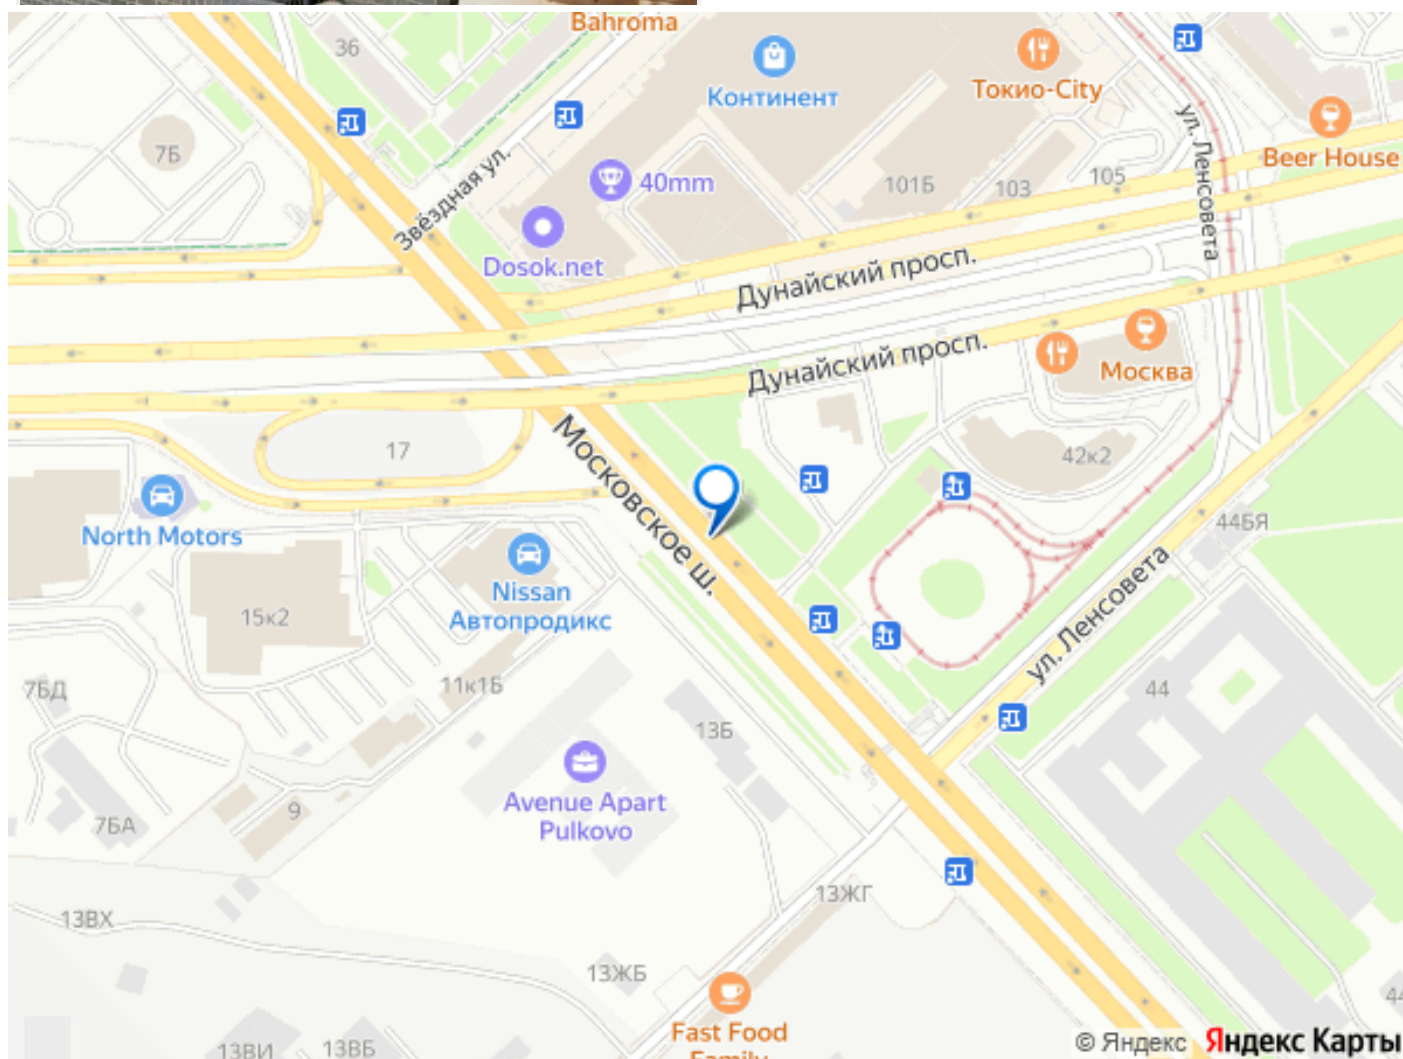 Bahroma
36
Континент
Токио-City
ул. Ленсовета
Beer House
7Б
Звёздная ул.
40mm
101Б
103
105
Dosok.net
Дунайский просп.
Дунайский просп.
Москва
Московское ш.
17
42к2
North Motors
44БЯ
Nissan
Автопродикс
15к2
ул. Ленсовета
11к1Б
7БД
44
13Б
Avenue Apart
Pulkovo
9
7БА
13ЖГ
13ВХ
13ЖБ
44
Fast Food
Family
13ВИ
13ВБ
© Яндекс Яндекс Карты